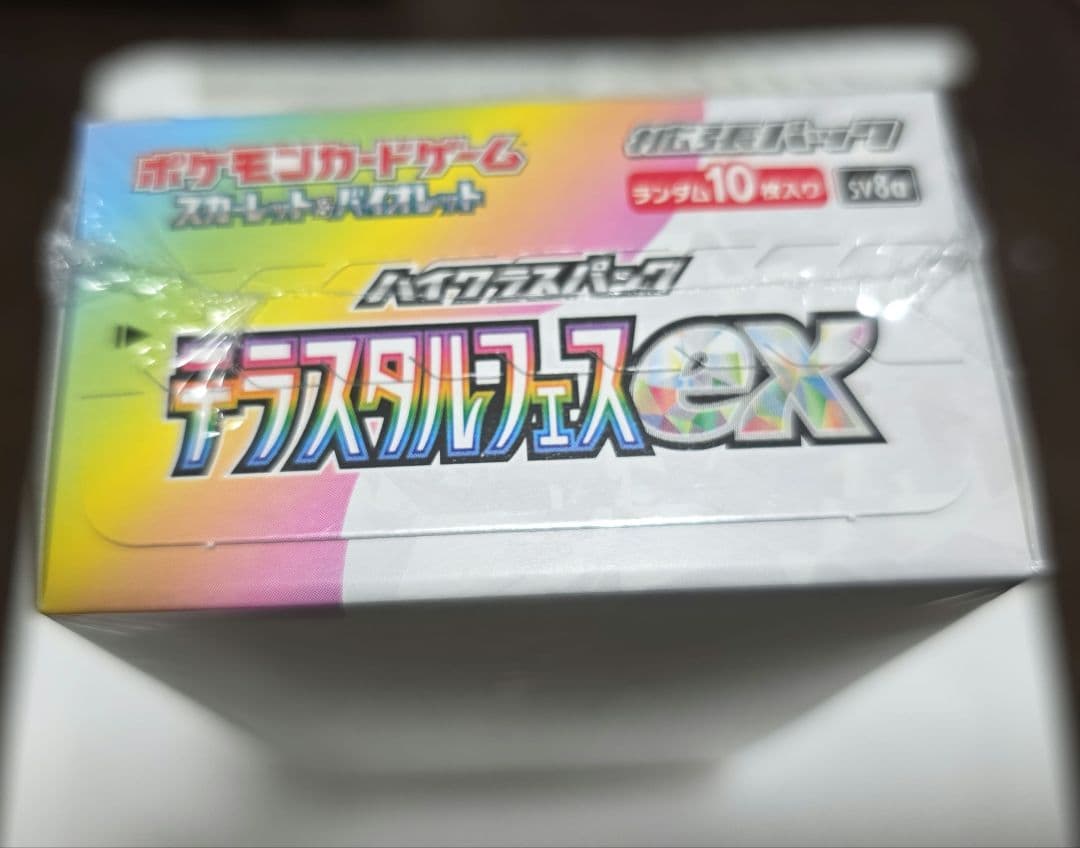 ポケモンカードゲーム
スカーレット&バイオレット
拡張パック
ランダム10枚入り SV8a
ハイクラスパック
テラスタルフェスex